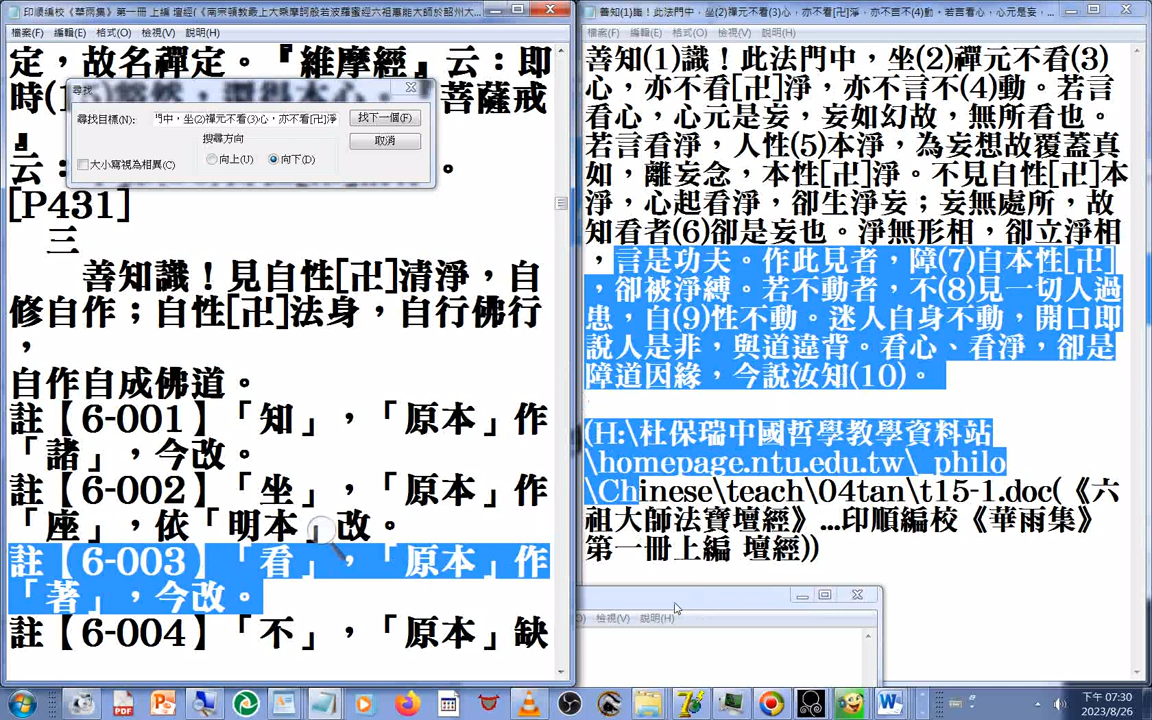 印順編校《華雨集》第一冊 上編 壇經(《南宗頓教最上大乘摩訶般若波羅蜜經六祖惠能大師於韶州大...
檔案(F) 編輯(E) 格式(O) 檢視(V) 說明(H)
定，故名禪定。『維摩經』云：即
菩薩戒
』
云：
[P431]
三
善知識！見自性[卍]清淨，自
修自作；自性[卍]法身，自行佛行
，
自作自成佛道。
註【6-001】「知」，「原本」作
「諸」，今改。
註【6-002】「坐」，「原本」作
「座」，依「明本」改。
註【6-003】「看」，「原本」作
「著」，今改。
註【6-004】「不」，「原本」缺
尋找
尋找目標(N):
門中，坐(2)禪元不看(3)心，亦不看[卍]淨
找下一個(F)
搜尋方向
取消
大小寫視為相異(C)
向上(U)
向下(D)
善知(1)識！此法門中，坐(2)禪元不看(3)心，亦不看[卍]淨，亦不言不(4)動。若言看心，心元是妄，妄...
檔案(F) 編輯(E) 格式(O) 檢視(V) 說明(H)
善知(1)識！此法門中，坐(2)禪元不看(3)
心，亦不看[卍]淨，亦不言不(4)動。若言
看心，心元是妄，妄如幻故，無所看也。
若言看淨，人性(5)本淨，為妄想故覆蓋真
如，離妄念，本性[卍]淨。不見自性[卍]本
淨，心起看淨，卻生淨妄；妄無處所，故
知看者(6)卻是妄也。淨無形相，卻立淨相
，言是功夫。作此見者，障(7)自本性[卍]
，卻被淨縛。若不動者，不(8)見一切人過
患，自(9)性不動。迷人自身不動，開口即
說人是非，與道違背。看心、看淨，卻是
障道因緣，今說汝知(10)。
(H:\杜保瑞中國哲學教學資料站
\homepage.ntu.edu.tw\_philo
\Chinese\teach\04tan\t15-1.doc(《六
祖大師法寶壇經》...印順編校《華雨集》
第一冊上編 壇經))
檢視(V) 說明(H)
下午 07:30
2023/8/26